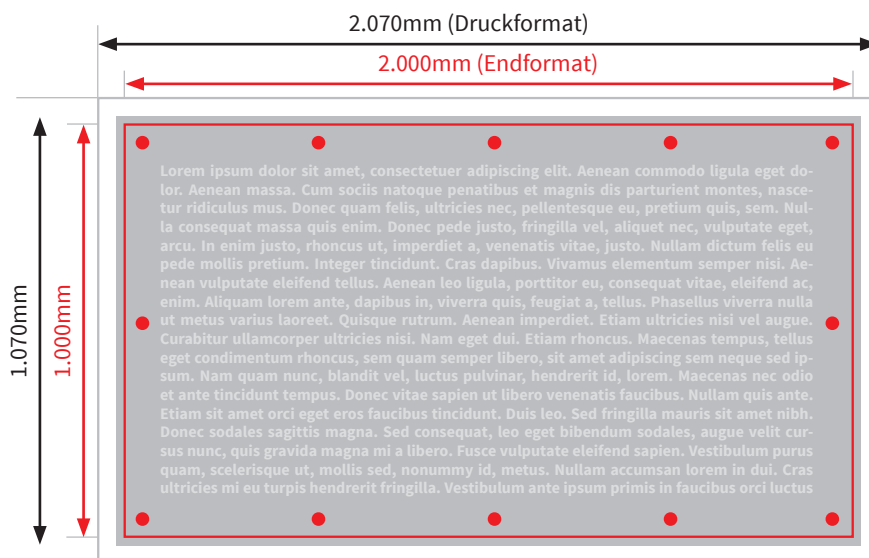 2.070mm (Druckformat)
2.000mm (Endformat)
1.070mm
1.000mm
Lorem ipsum dolor sit amet, consectetuer adipiscing elit. Aenean commodo ligula eget do-
lor. Aenean massa. Cum sociis natoque penatibus et magnis dis parturient montes, nasce-
tur ridiculus mus. Donec quam felis, ultricies nec, pellentesque eu, pretium quis, sem. Nul-
la consequat massa quis enim. Donec pede justo, fringilla vel, aliquet nec, vulputate eget,
arcu. In enim justo, rhoncus ut, imperdiet a, venenatis vitae, justo. Nullam dictum felis eu
pede mollis pretium. Integer tincidunt. Cras dapibus. Vivamus elementum semper nisi. Ae-
nean vulputate eleifend tellus. Aenean leo ligula, porttitor eu, consequat vitae, eleifend ac,
enim. Aliquam lorem ante, dapibus in, viverra quis, feugiat a, tellus. Phasellus viverra nulla
ut metus varius laoreet. Quisque rutrum. Aenean imperdiet. Etiam ultricies nisi vel augue.
Curabitur ullamcorper ultricies nisi. Nam eget dui. Etiam rhoncus. Maecenas tempus, tellus
eget condimentum rhoncus, sem quam semper libero, sit amet adipiscing sem neque sed ip-
sum. Nam quam nunc, blandit vel, luctus pulvinar, hendrerit id, lorem. Maecenas nec odio
et ante tincidunt tempus. Donec vitae sapien ut libero venenatis faucibus. Nullam quis ante.
Etiam sit amet orci eget eros faucibus tincidunt. Duis leo. Sed fringilla mauris sit amet nibh.
Donec sodales sagittis magna. Sed consequat, leo eget bibendum sodales, augue velit cur-
sus nunc, quis gravida magna mi a libero. Fusce vulputate eleifend sapien. Vestibulum purus
quam, scelerisque ut, mollis sed, nonummy id, metus. Nullam accumsan lorem in dui. Cras
ultricies mi eu turpis hendrerit fringilla. Vestibulum ante ipsum primis in faucibus orci luctus